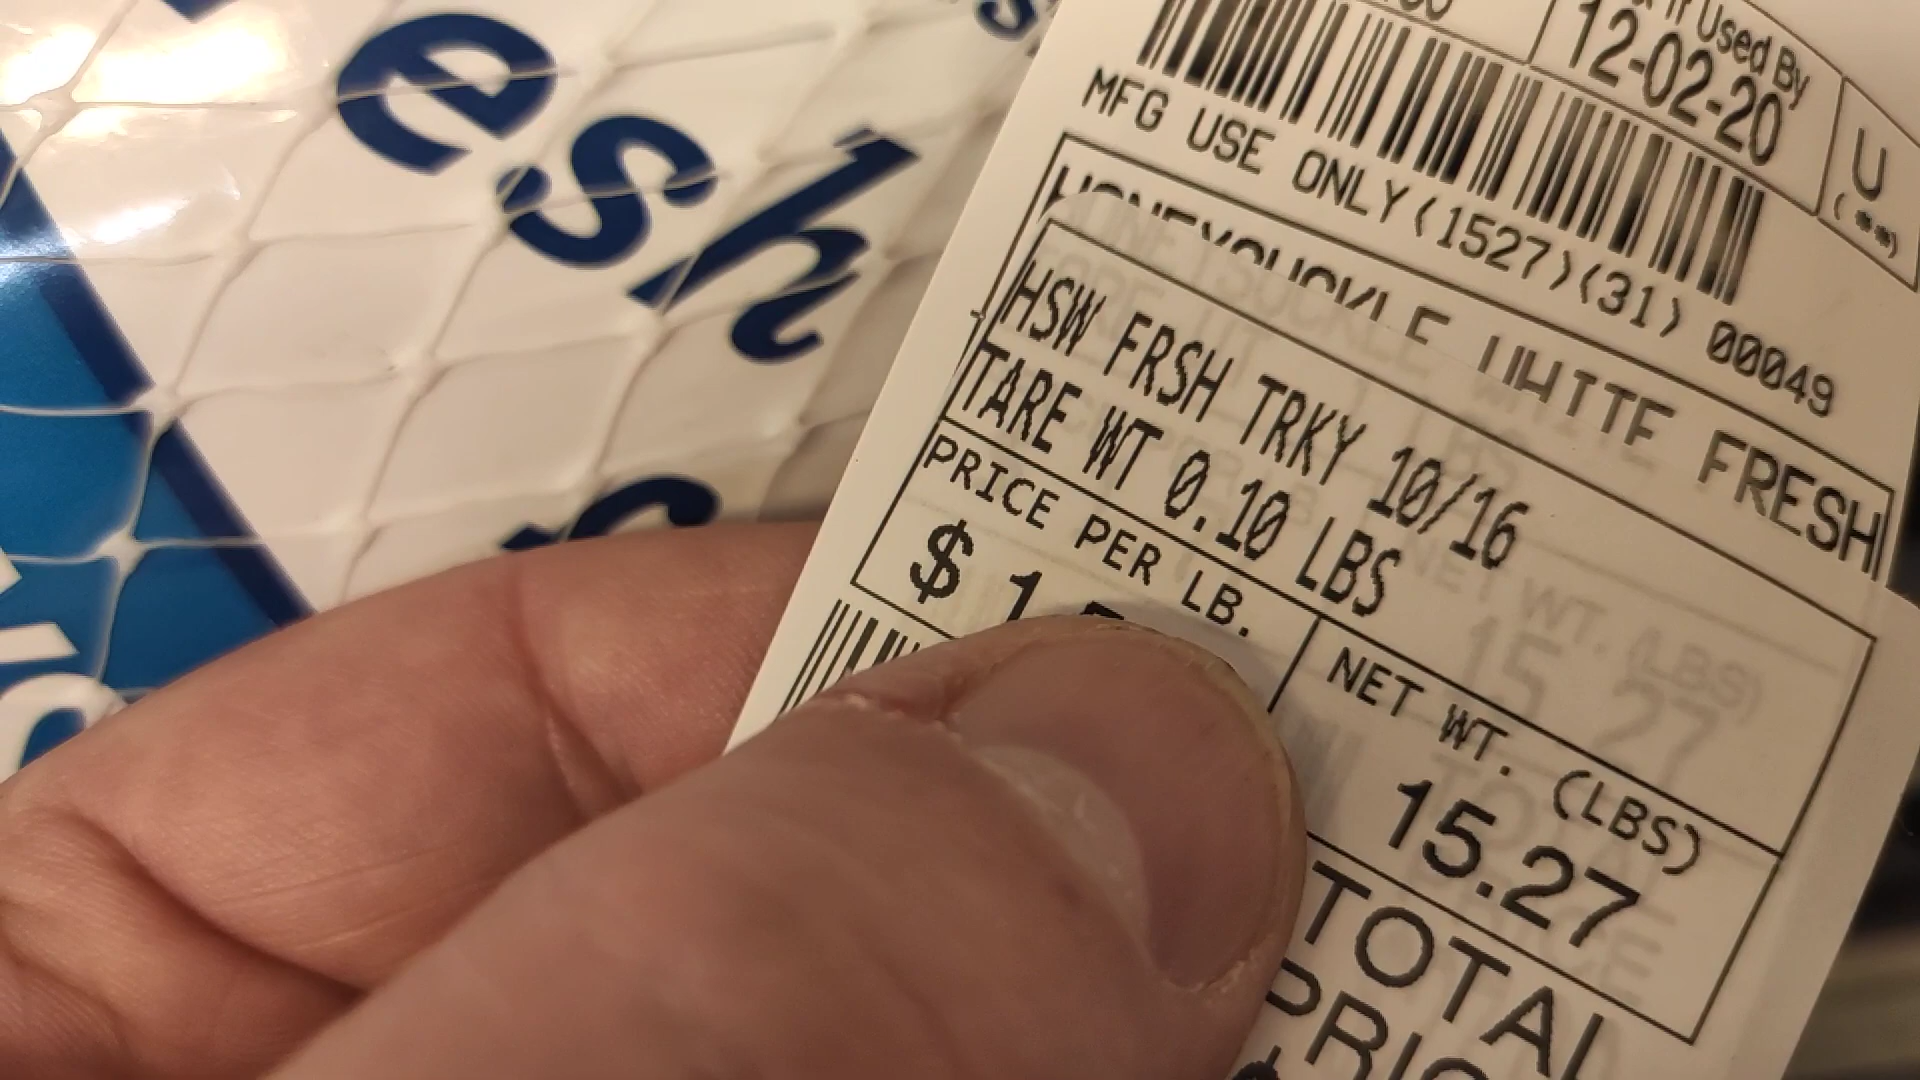 esh
If Used By
12-02-20
U
(**)
MFG USE ONLY(1527)(31) 00049
HONEYSUCKLE WHITE FRESH
HSW FRSH TRKY 10/16
TARE WT 0.10 LBS
PRICE PER LB.
$ 1
NET WT. (LBS)
15.27
TOTAL